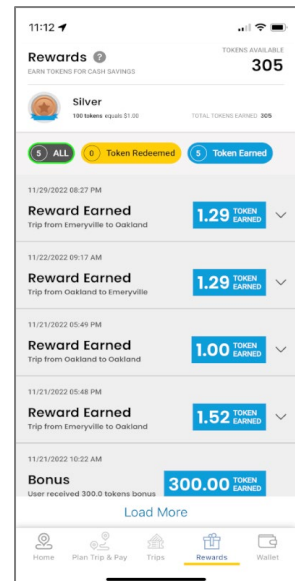 11:12
Rewards ?
TOKENS AVAILABLE
305
EARN TOKENS FOR CASH SAVINGS
Silver
100 tokens equals $1.00
TOTAL TOKENS EARNED 305
5 ALL
0 Token Redeemed
5 Token Earned
11/29/2022 08:27 PM
Reward Earned
Trip from Emeryville to Oakland
1.29 TOKEN EARNED
11/22/2022 09:17 AM
Reward Earned
Trip from Oakland to Emeryville
1.29 TOKEN EARNED
11/21/2022 05:49 PM
Reward Earned
Trip from Oakland to Oakland
1.00 TOKEN EARNED
11/21/2022 05:48 PM
Reward Earned
Trip from Emeryville to Oakland
1.52 TOKEN EARNED
11/21/2022 10:22 AM
Bonus
User received 300.0 tokens bonus
300.00 TOKEN EARNED
Load More
Home
Plan Trip & Pay
Trips
Rewards
Wallet